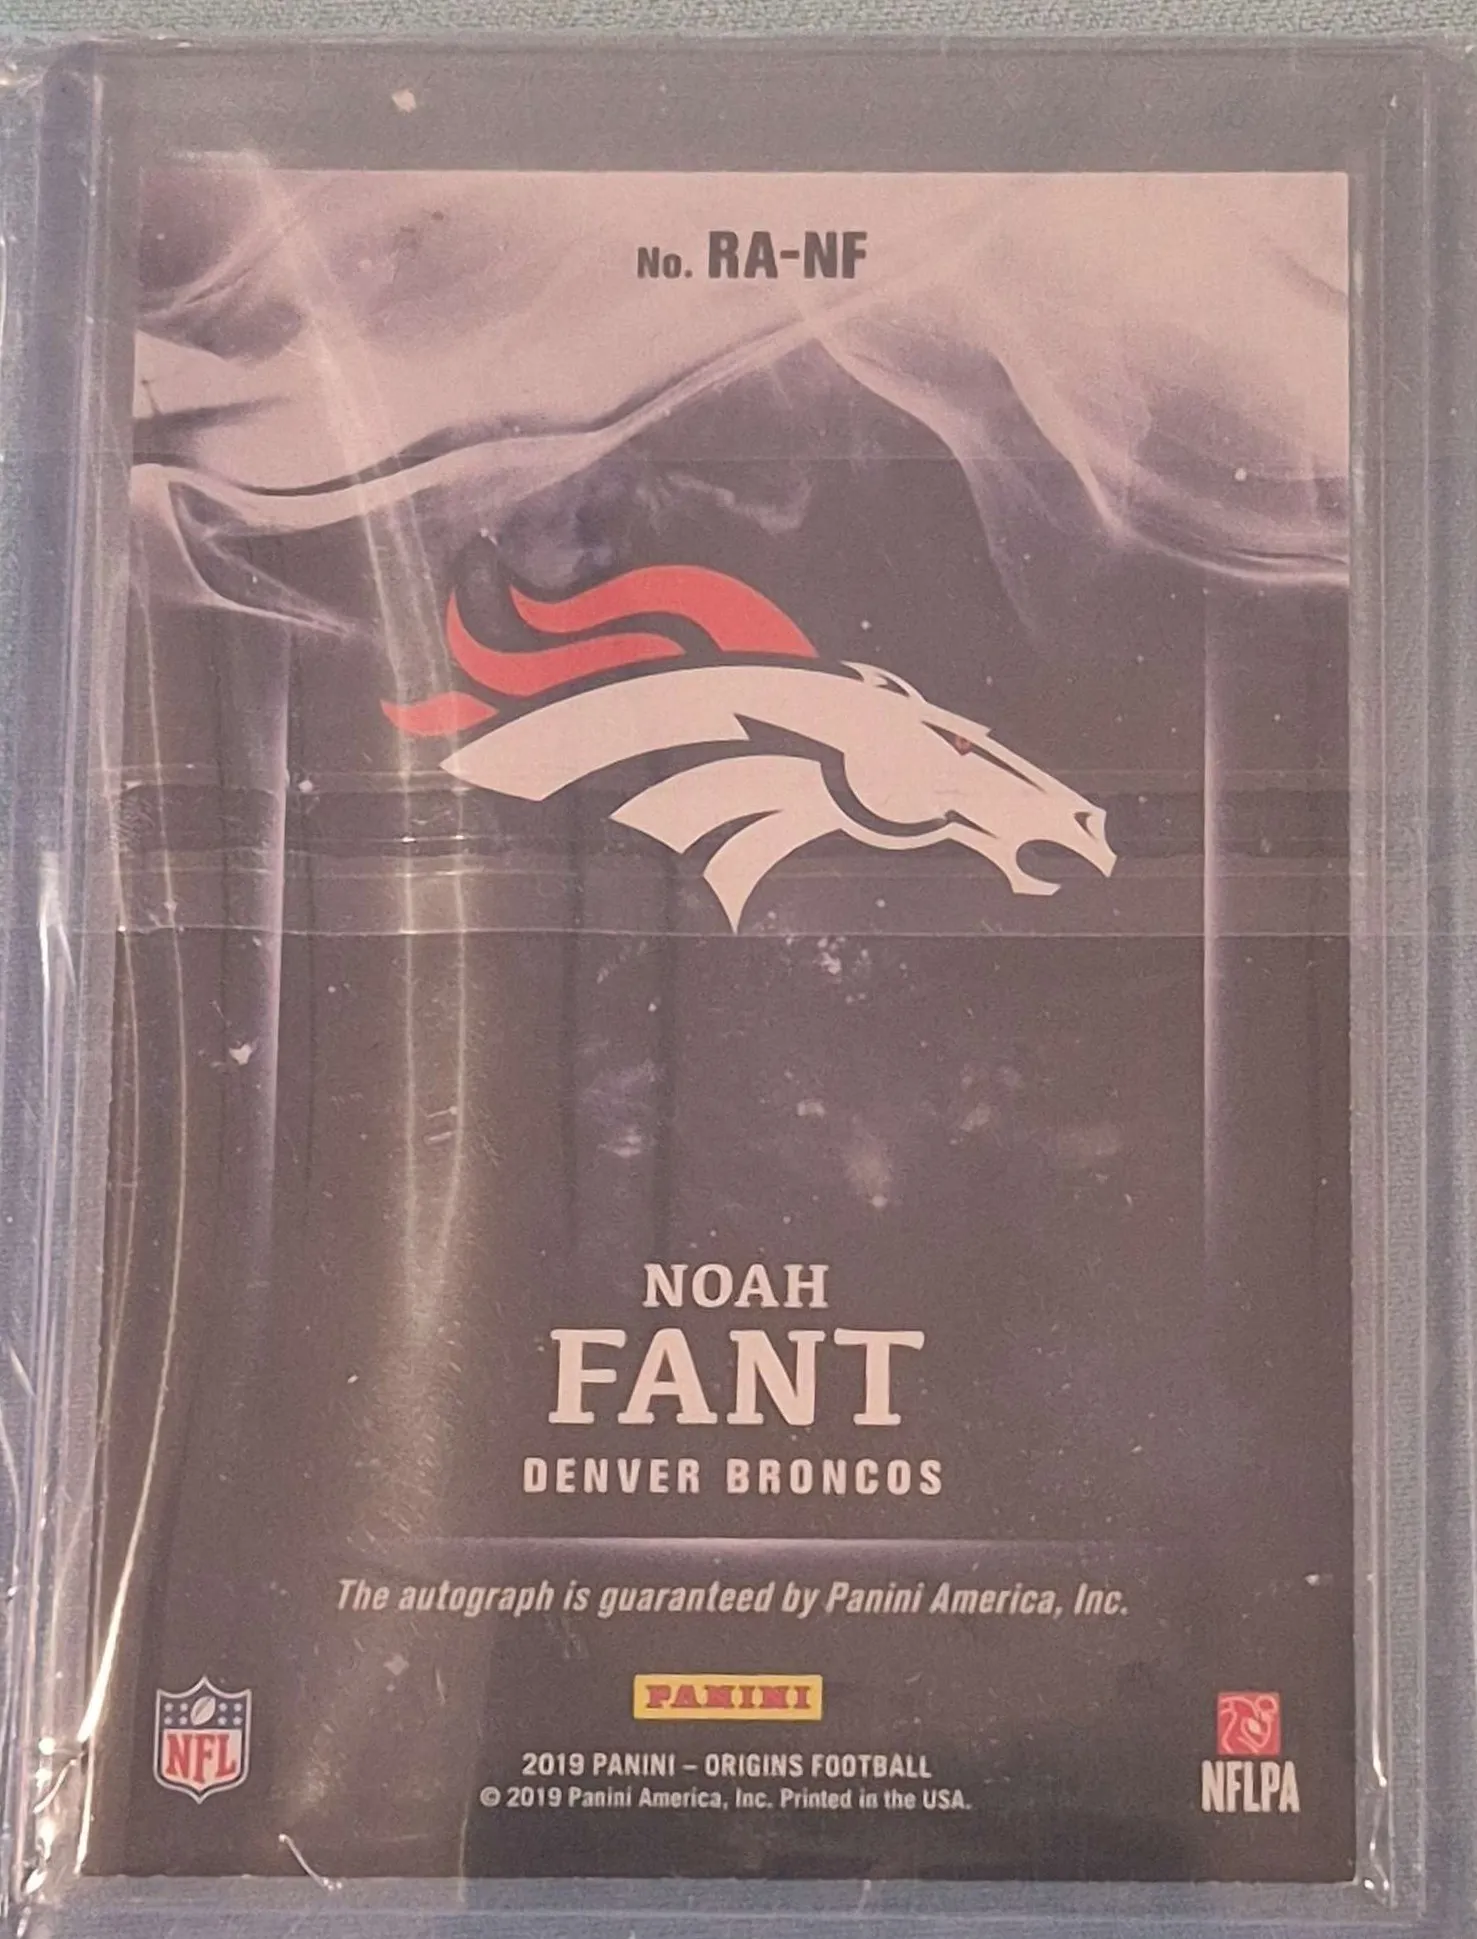 No. RA-NF
NOAH
FANT
DENVER BRONCOS
The autograph is guaranteed by Panini America, Inc.
PANINI
NFL
2019 PANINI – ORIGINS FOOTBALL
© 2019 Panini America, Inc. Printed in the USA.
NFLPA